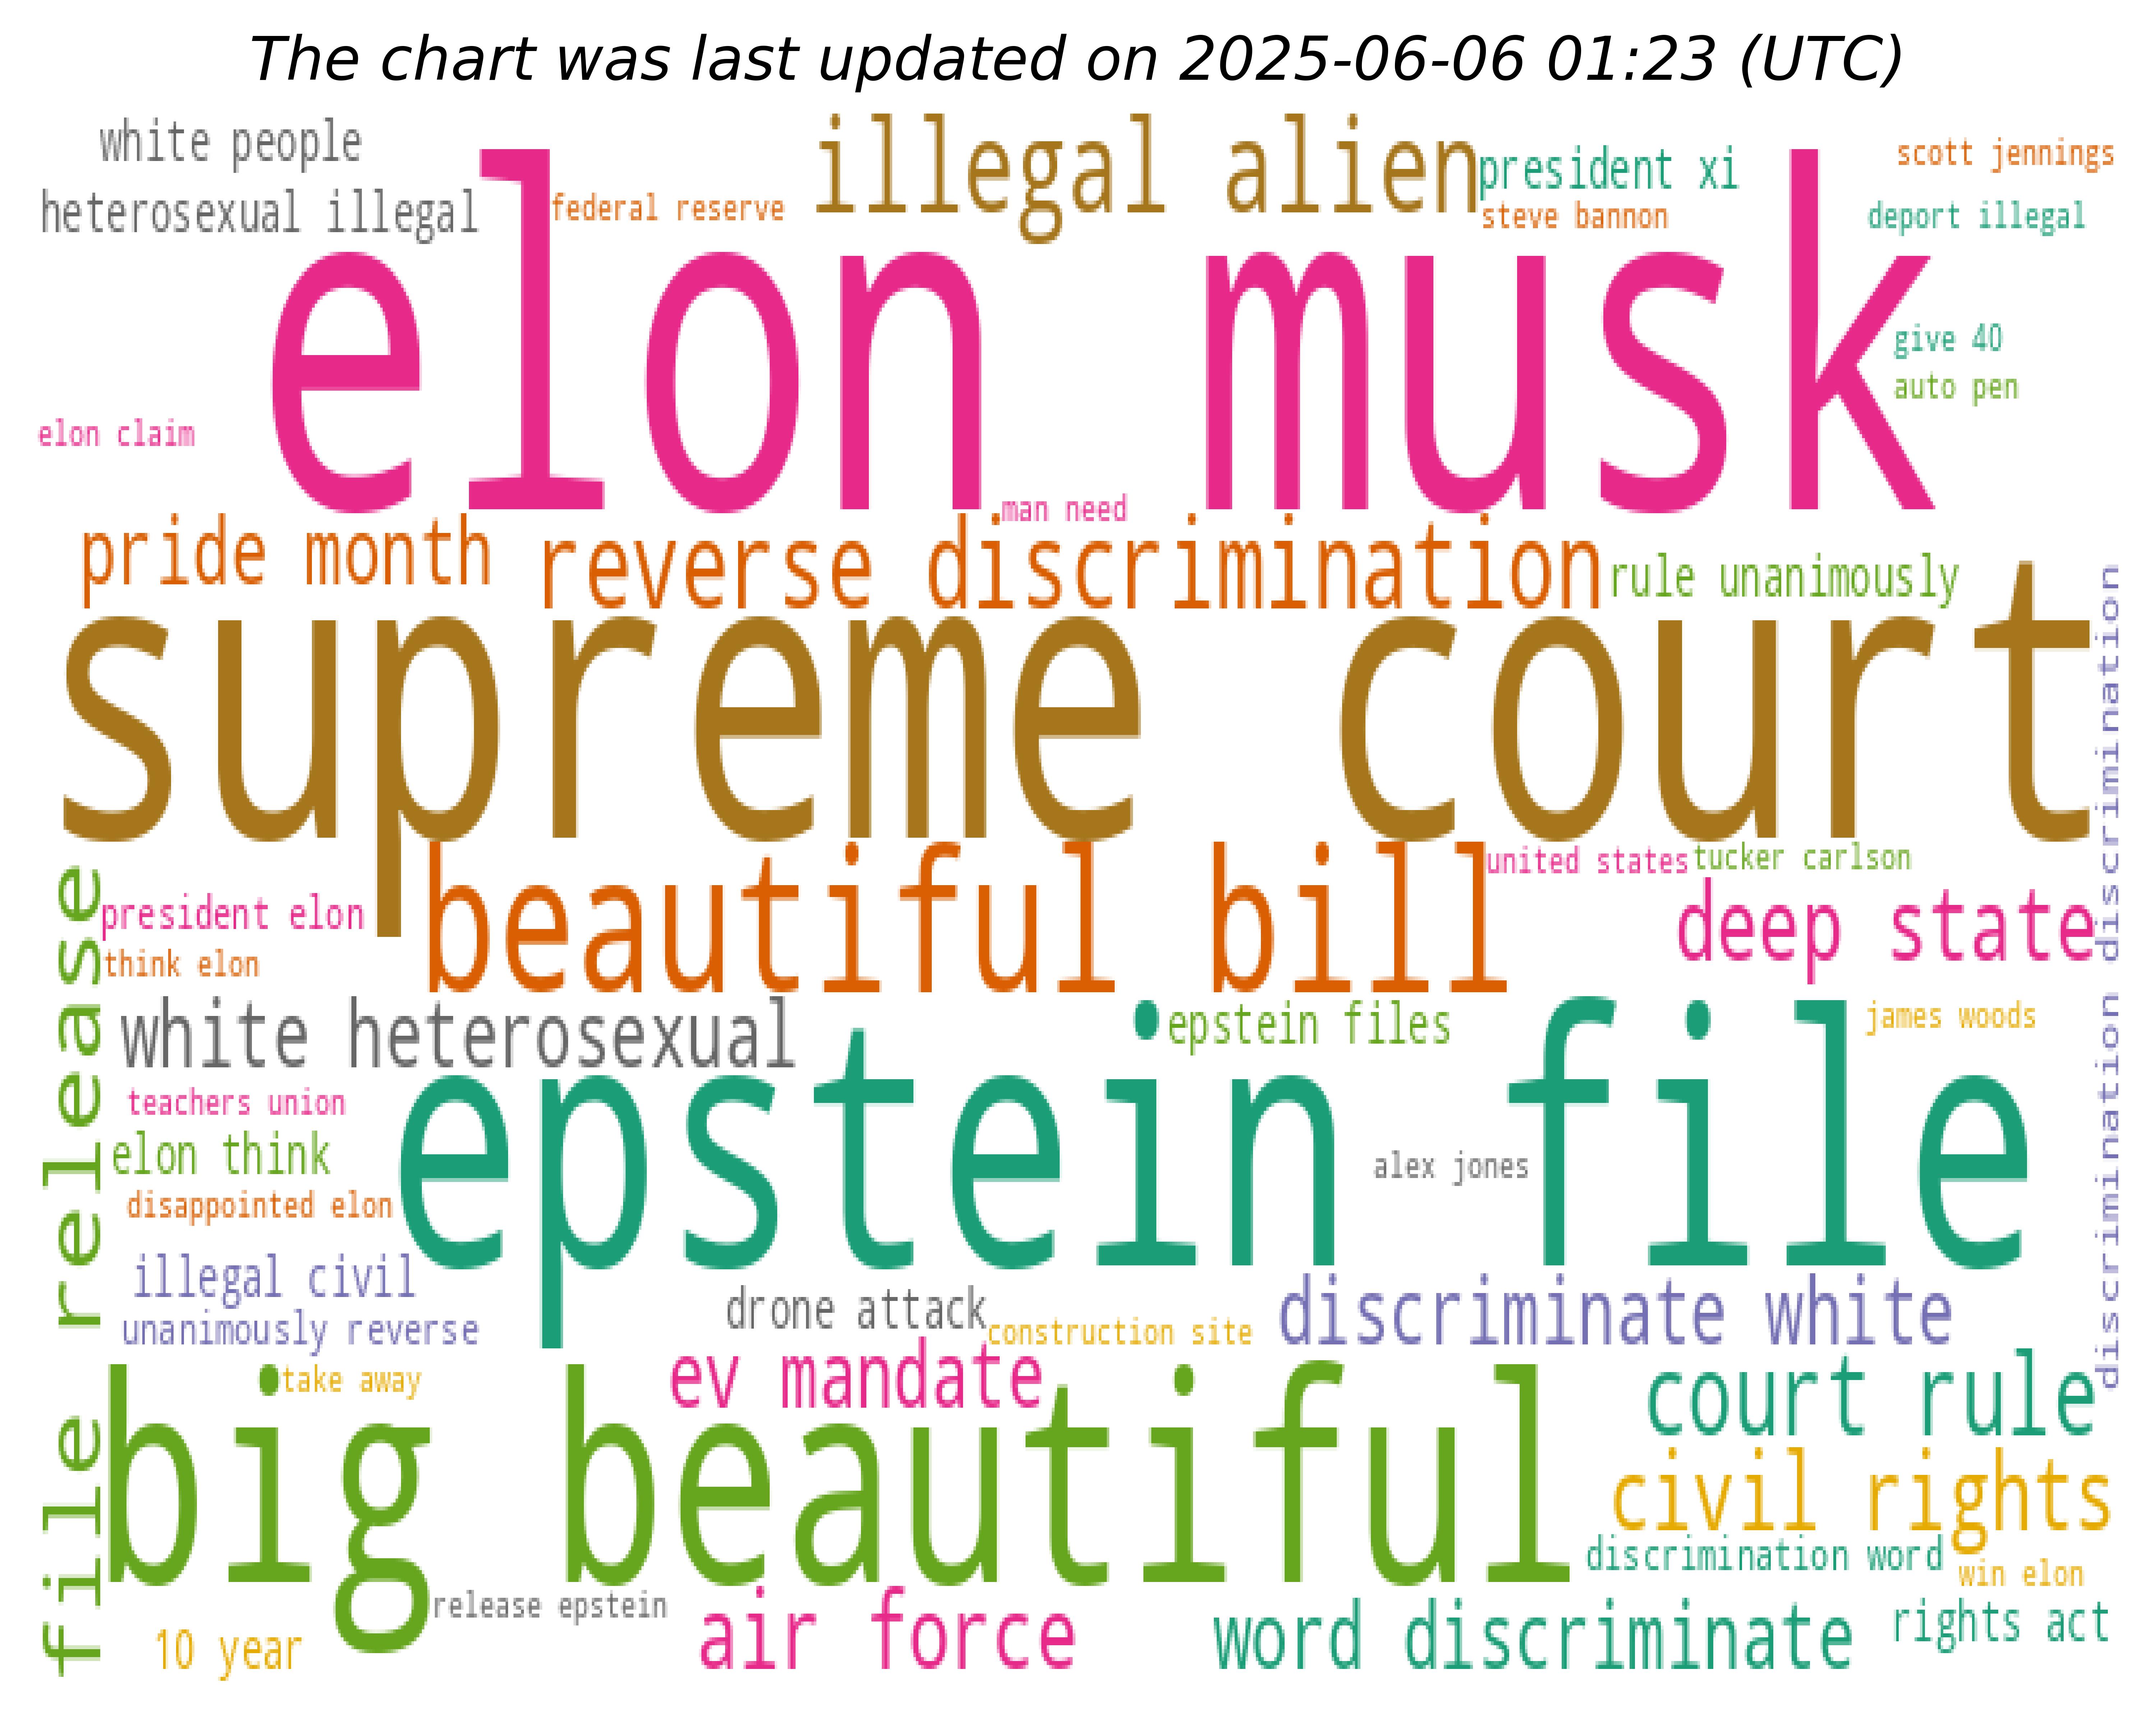 The chart was last updated on 2025-06-06 01:23 (UTC)
white people
illegal alien
president xi
scott jennings
heterosexual illegal
federal reserve
steve bannon
deport illegal
elon musk
give 40
auto pen
elon claim
man need
pride month
reverse discrimination
rule unanimously
supreme court
discrimination discrimination
beautiful bill
united states
tucker carlson
file release
president elon
deep state
think elon
white heterosexual
epstein files
james woods
epstein file
teachers union
elon think
alex jones
disappointed elon
illegal civil
drone attack
discriminate white
unanimously reverse
construction site
take away
ev mandate
court rule
big beautiful
civil rights
discrimination word
win elon
release epstein
10 year
air force
word discriminate
rights act